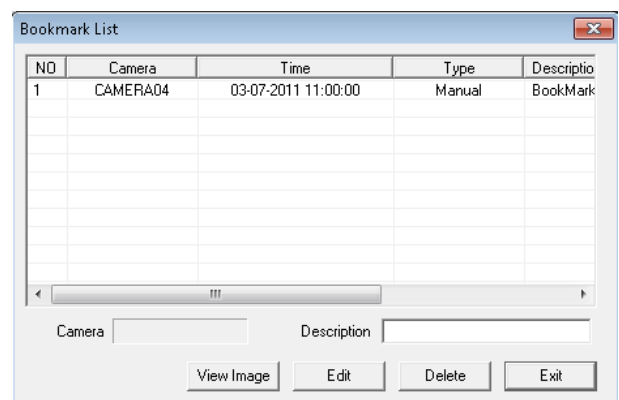 Bookmark List
NO Camera Time Type Descriptio
1 CAMERA04 03-07-2011 11:00:00 Manual BookMark
Camera Description
View Image Edit Delete Exit